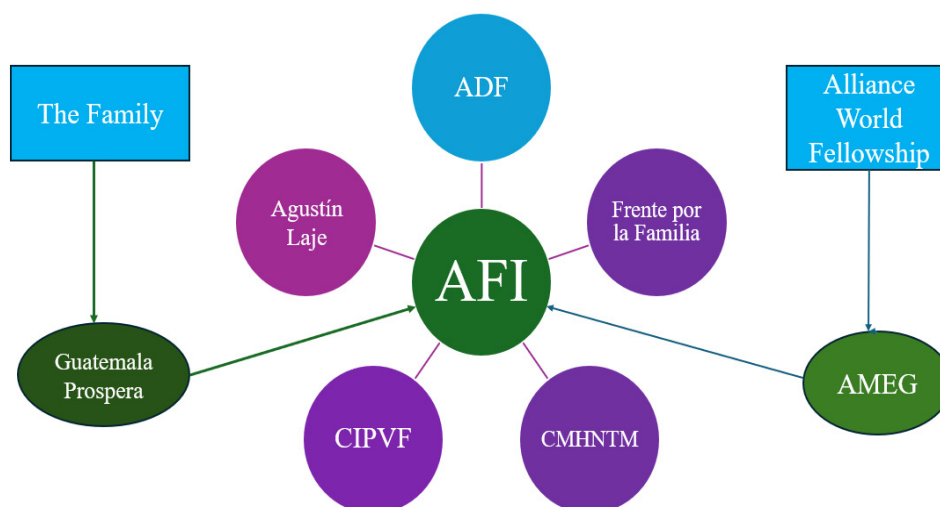 ADF
The Family
Alliance
World
Fellowship
Agustín
Laje
Frente por
la Familia
AFI
Guatemala
Prospera
AMEG
CIPVF
CMHNTM